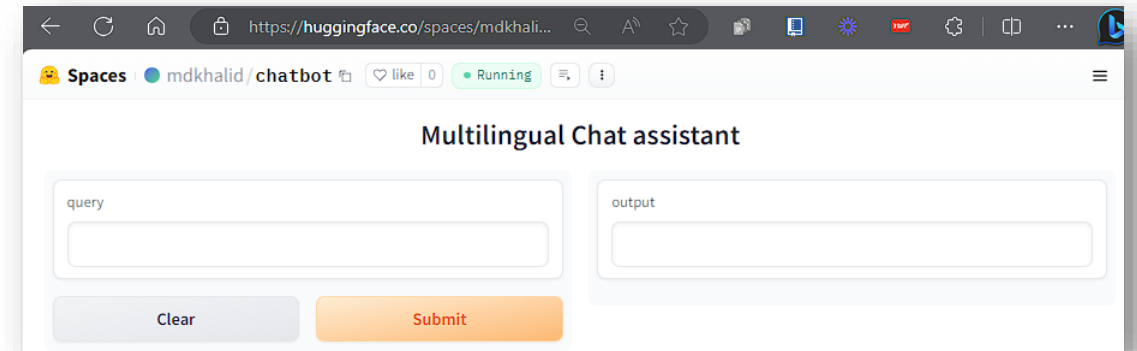 https://huggingface.co/spaces/mdkhali...
Spaces mdkhalid/chatbot like 0 Running
Multilingual Chat assistant
query output
Clear Submit